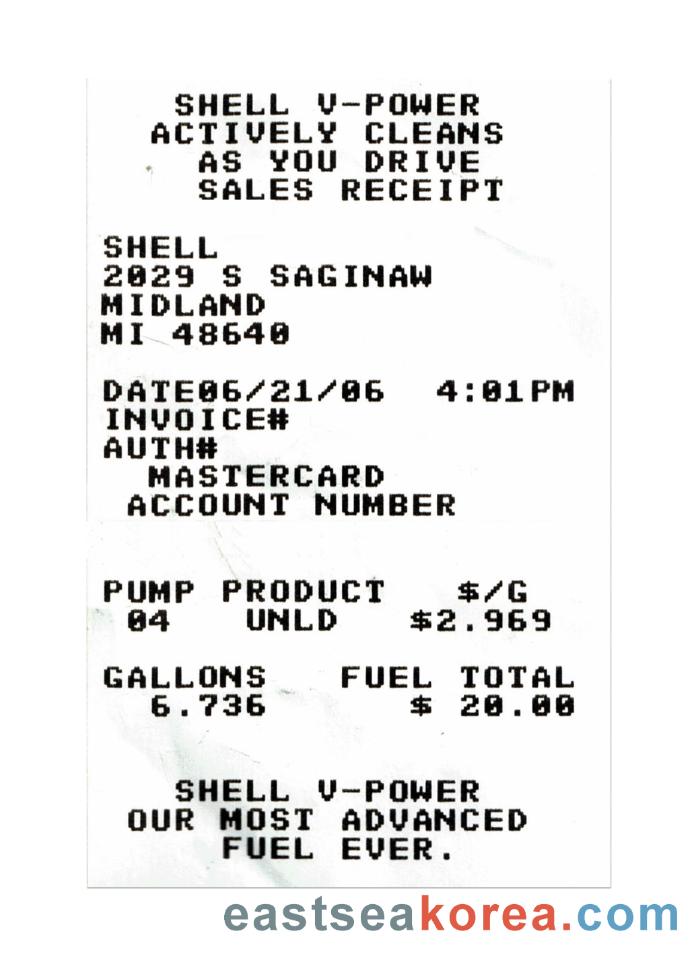 SHELL V-POWER
ACTIVELY CLEANS
AS YOU DRIVE
SALES RECEIPT
SHELL
2029 S SAGINAW
MIDLAND
MI 48640
DATE06/21/06 4:01PM
INVOICE#
AUTH#
MASTERCARD
ACCOUNT NUMBER
PUMP PRODUCT $/G
04 UNLD $2.969
GALLONS FUEL TOTAL
6.736 $ 20.00
SHELL V-POWER
OUR MOST ADVANCED
FUEL EVER.
eastseakorea.com